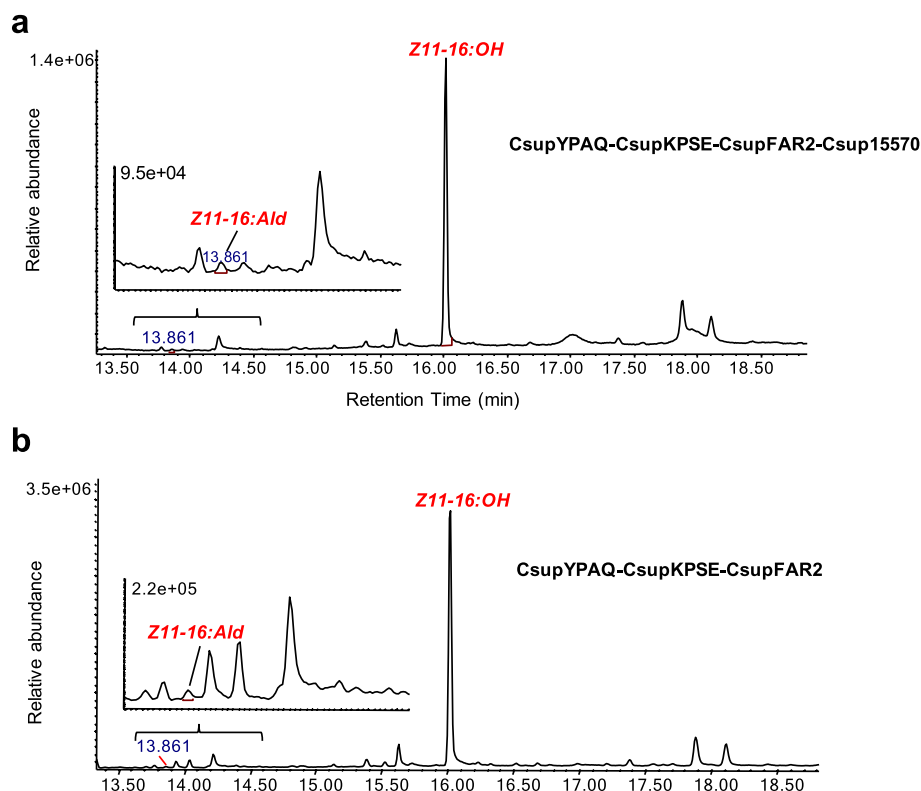 a
Z11-16:OH
1.4e+06
CsupYPAQ-CsupKPSE-CsupFAR2-Csup15570
9.5e+04
Z11-16:Ald
13.861
13.861
Relative abundance
13.50 14.00 14.50 15.00 15.50 16.00 16.50 17.00 17.50 18.00 18.50
Retention Time (min)
b
3.5e+06
Z11-16:OH
CsupYPAQ-CsupKPSE-CsupFAR2
2.2e+05
Z11-16:Ald
13.861
Relative abundance
13.50 14.00 14.50 15.00 15.50 16.00 16.50 17.00 17.50 18.00 18.50